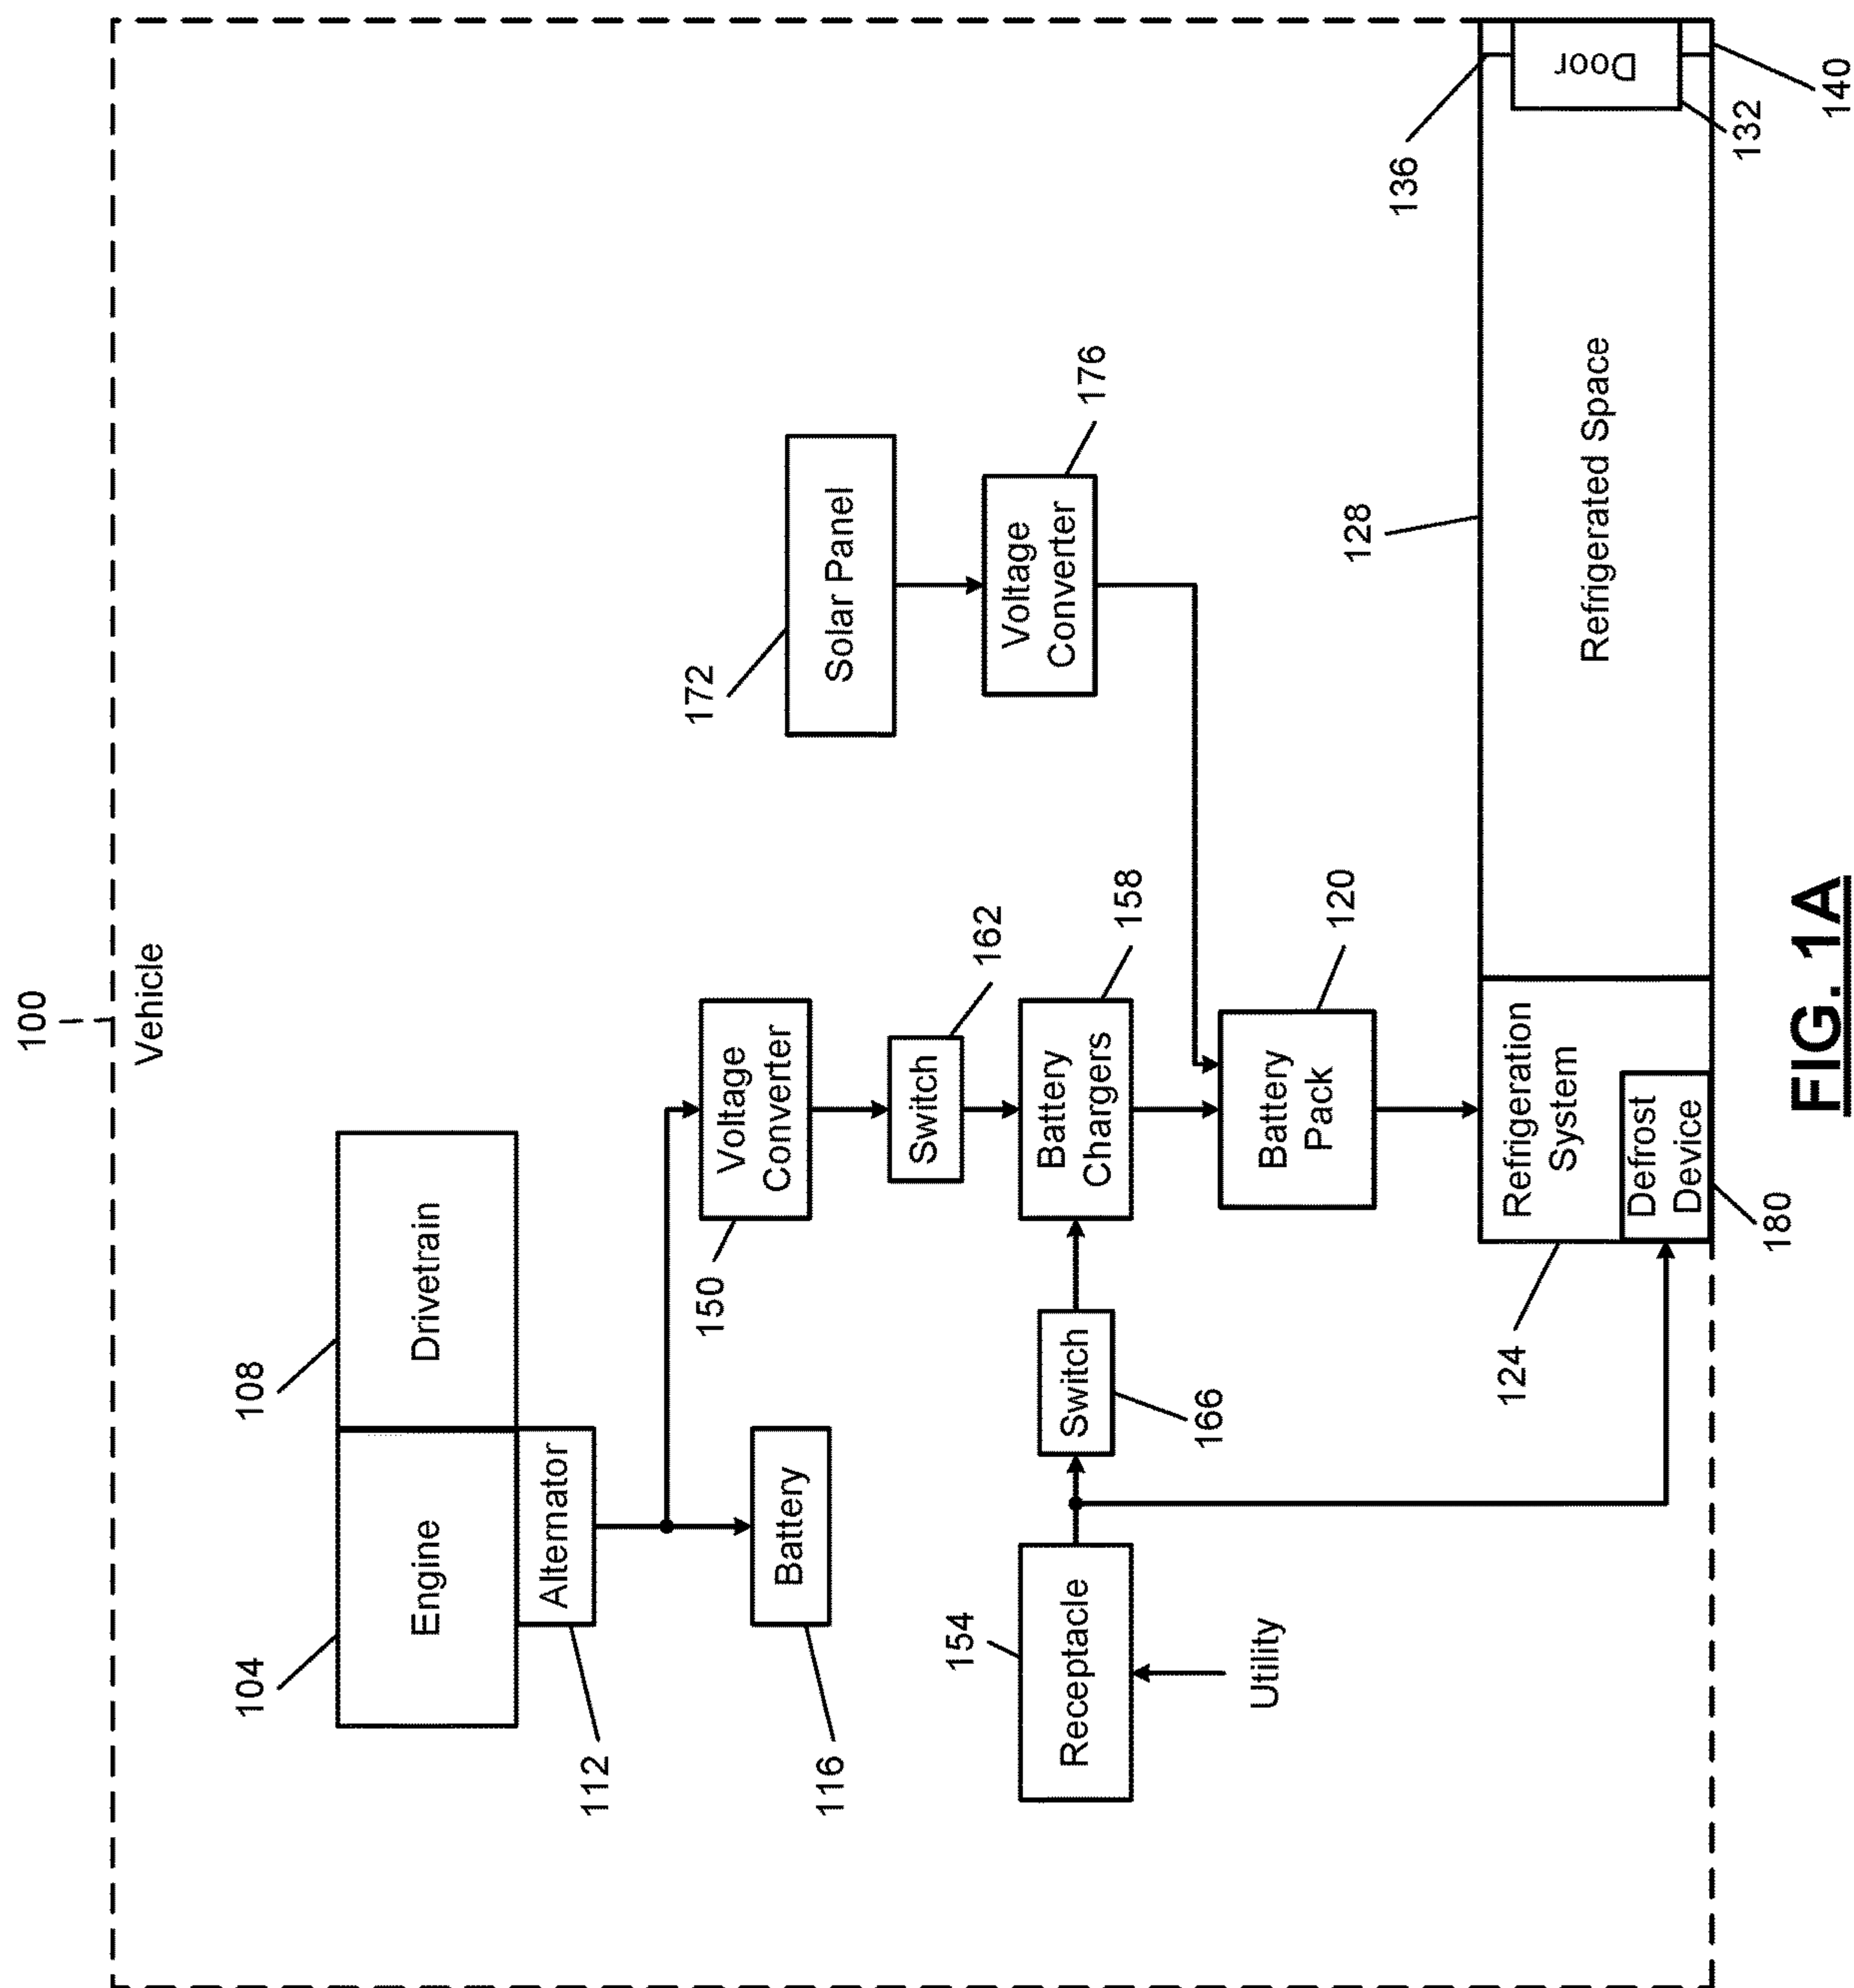 100
Vehicle
104
Engine
108
Drivetrain
112
Alternator
116
Battery
150
Voltage
Converter
162
Switch
172
Solar Panel
176
Voltage
Converter
154
Receptacle
Utility
166
Switch
158
Battery
Chargers
120
Battery
Pack
124
Refrigeration
System
180
Defrost
Device
128
Refrigerated Space
136
Door
132
140
FIG. 1A